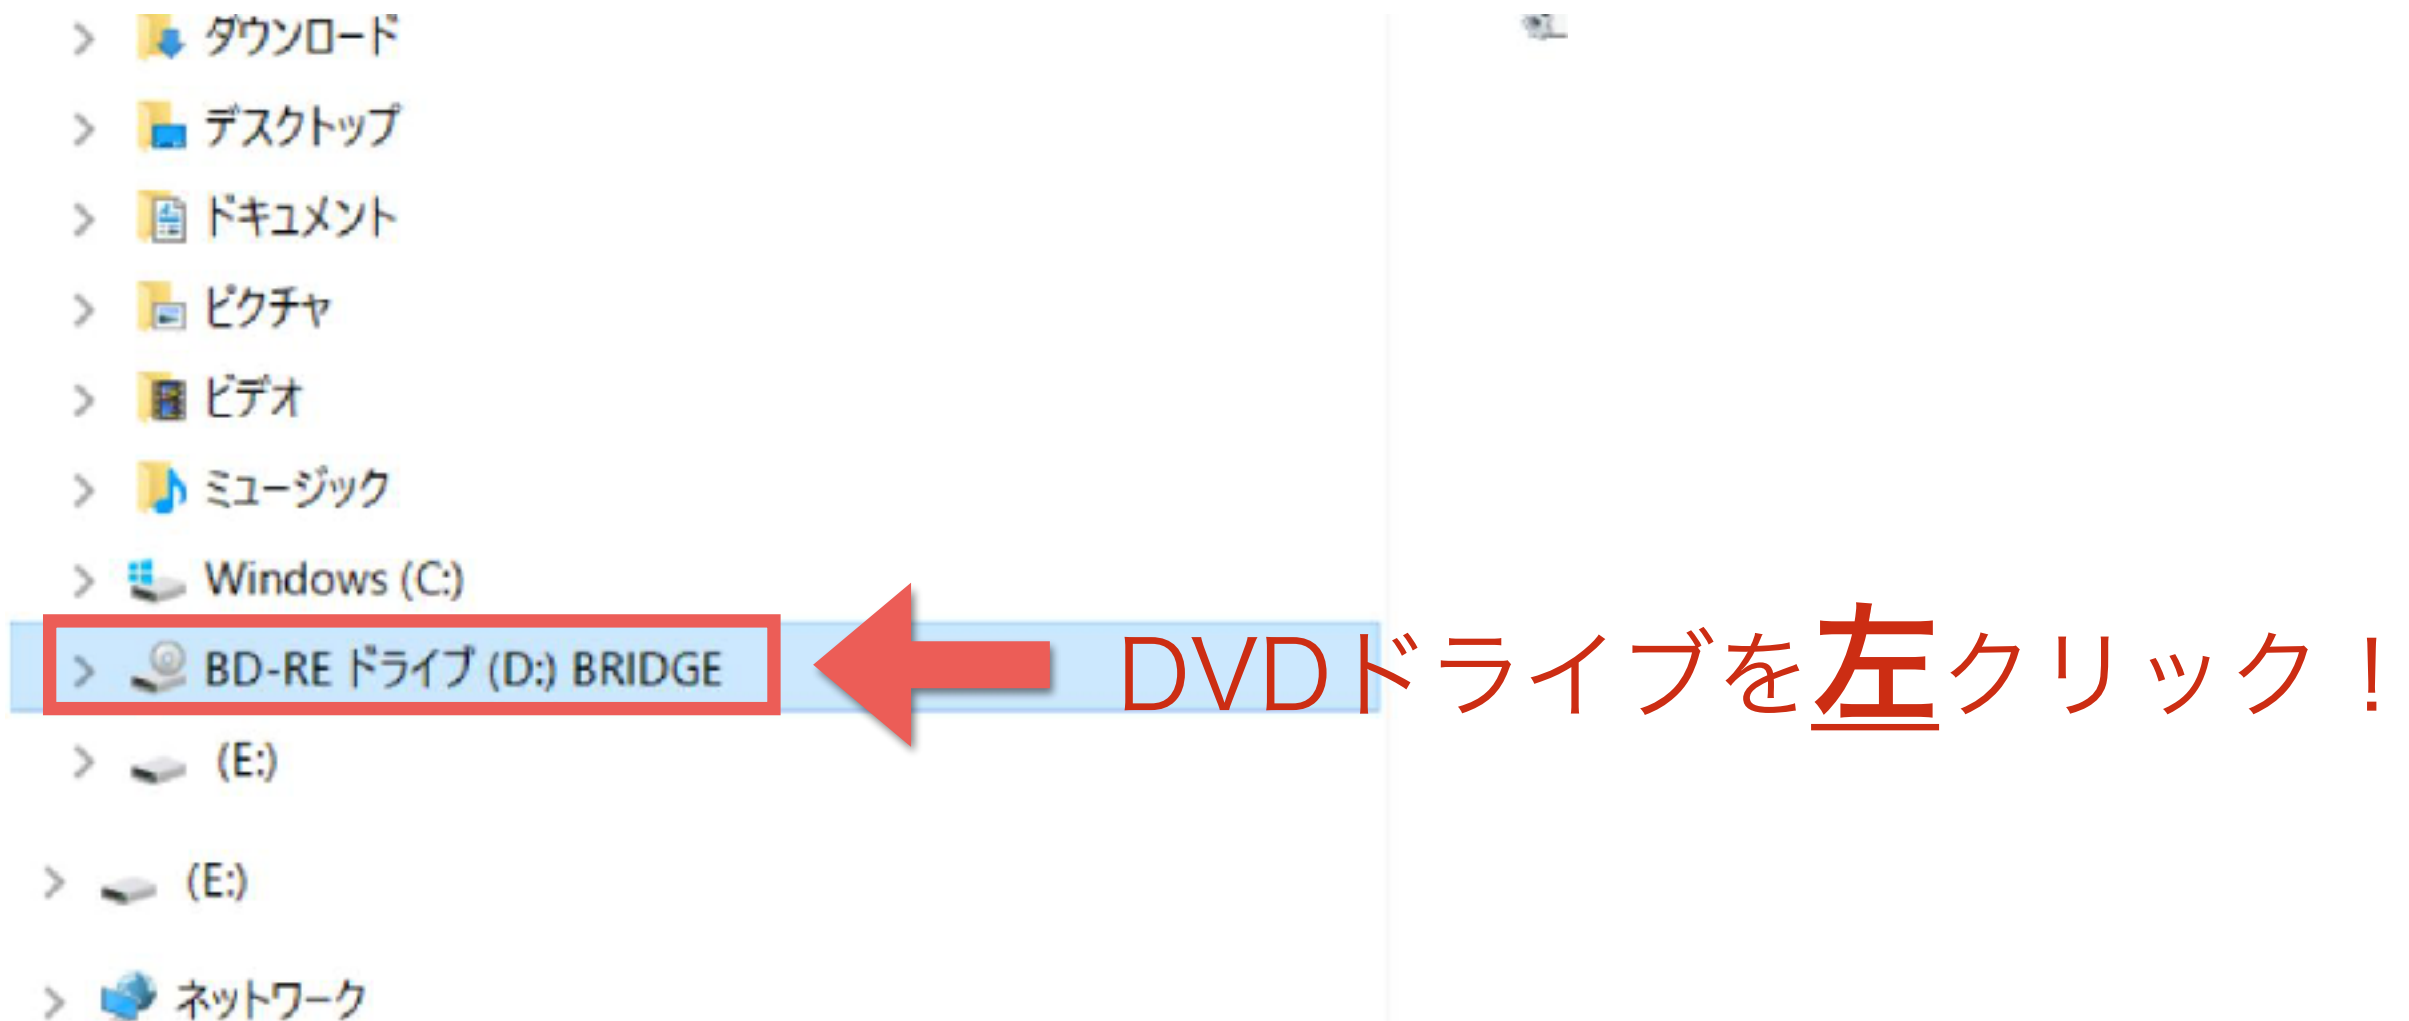 ダウンロード
デスクトップ
ドキュメント
ピクチャ
ビデオ
ミュージック
Windows (C:)
BD-RE ドライブ (D:) BRIDGE
DVDドライブを左クリック！
(E:)
(E:)
ネットワーク